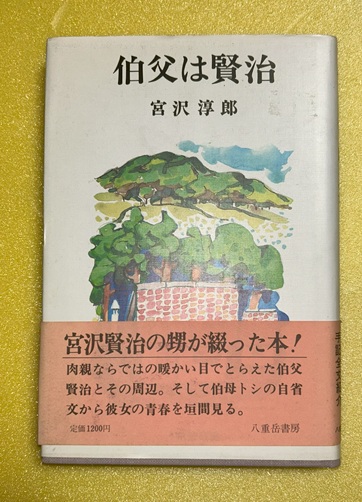 伯父は賢治
宮沢淳郎
宮沢賢治の甥が綴った本!
肉親ならではの暖かい目でとらえた伯父
賢治とその周辺。そして伯母トシの自省
文から彼女の青春を垣間見る。
定価1200円 八重岳書房